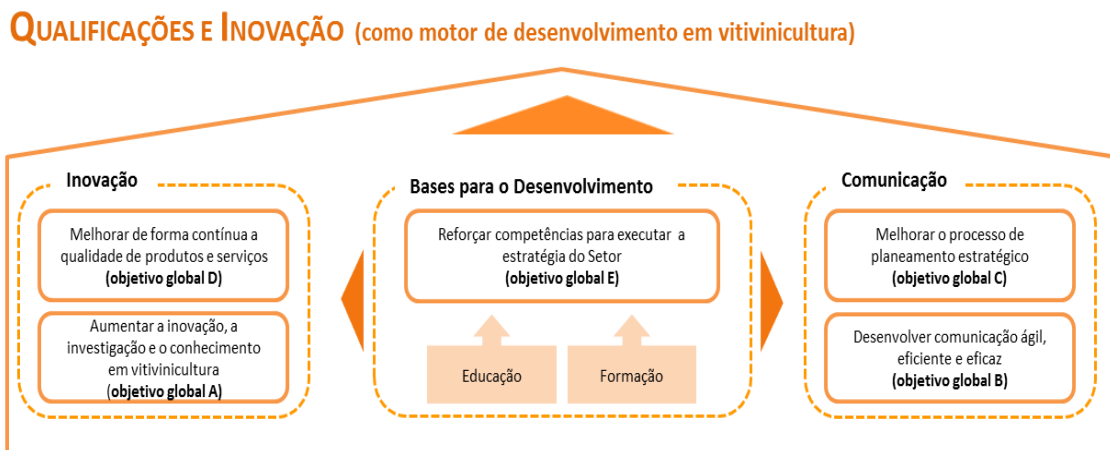 QUALIFICAÇÕES E INOVAÇÃO (como motor de desenvolvimento em vitivinicultura)
Inovação
Melhorar de forma contínua a
qualidade de produtos e serviços
(objetivo global D)
Aumentar a inovação, a
investigação e o conhecimento
em vitivinicultura
(objetivo global A)
Bases para o Desenvolvimento
Reforçar competências para executar a
estratégia do Setor
(objetivo global E)
Educação
Formação
Comunicação
Melhorar o processo de
planeamento estratégico
(objetivo global C)
Desenvolver comunicação ágil,
eficiente e eficaz
(objetivo global B)